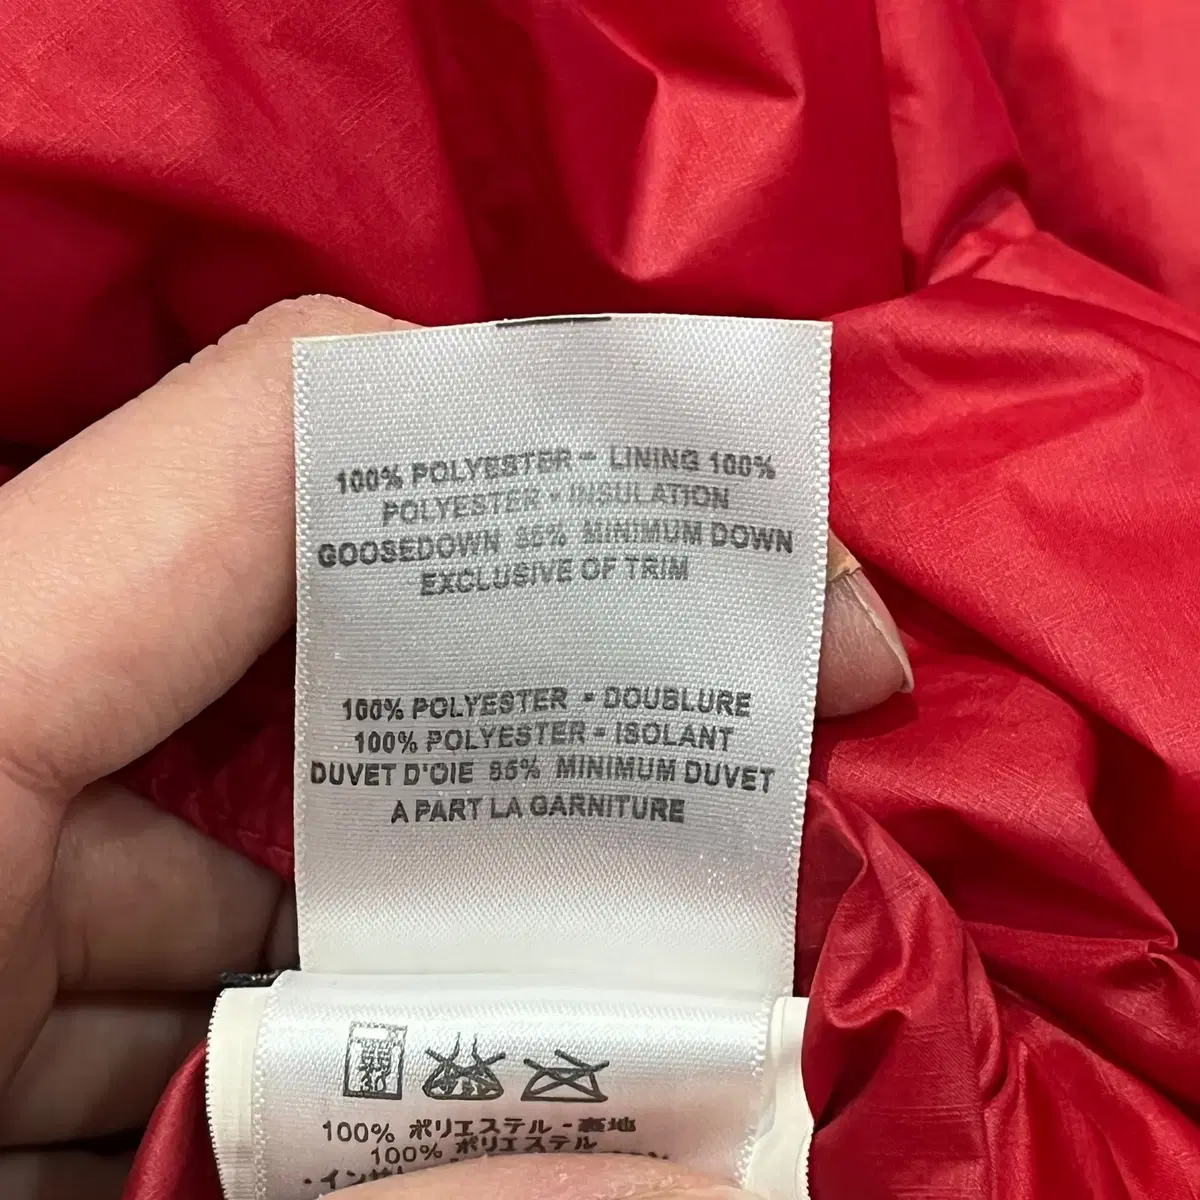 100% POLYESTER - LINING 100%
POLYESTER - INSULATION
GOOSEDOWN 85% MINIMUM DOWN
EXCLUSIVE OF TRIM
100% POLYESTER - DOUBLURE
100% POLYESTER - ISOLANT
DUVET D'OIE 85% MINIMUM DUVET
A PART LA GARNITURE
100% ポリエステル - 裏地
100% ポリエステル